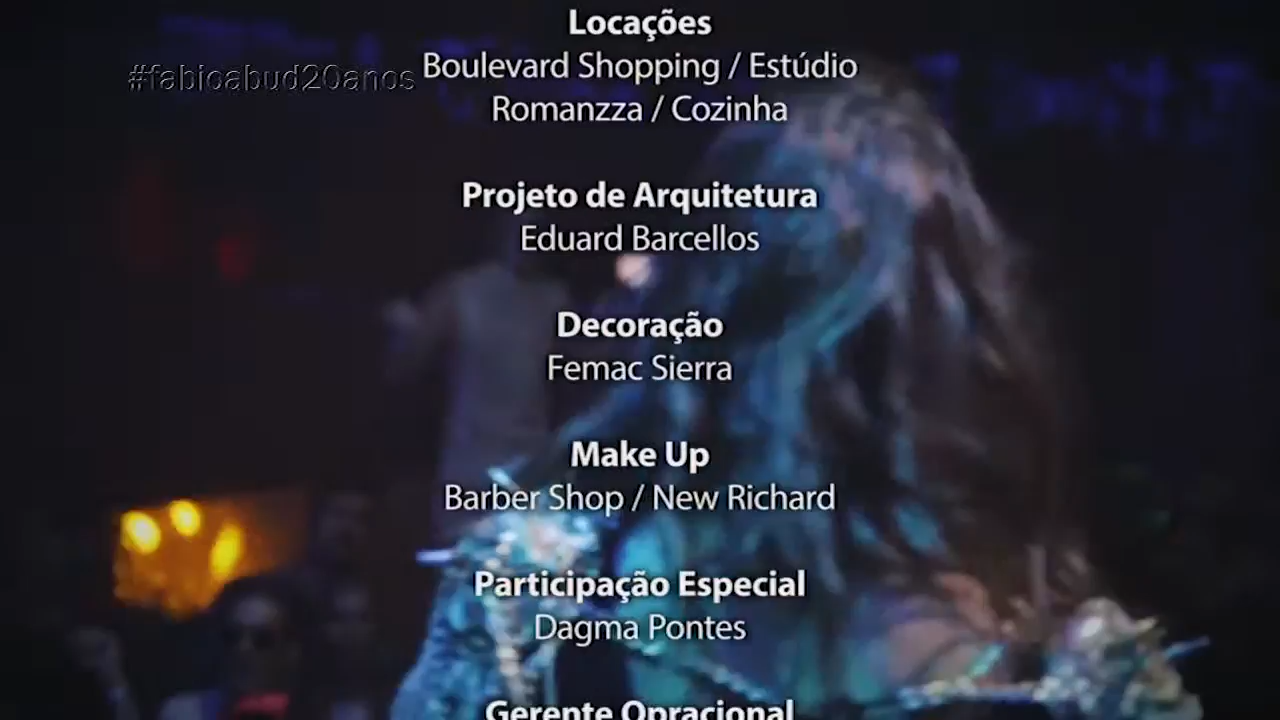 Locações
#fabioabud20anos
Boulevard Shopping / Estúdio
Romanzza / Cozinha
Projeto de Arquitetura
Eduard Barcellos
Decoração
Femac Sierra
Make Up
Barber Shop / New Richard
Participação Especial
Dagma Pontes
Gerente Opracional